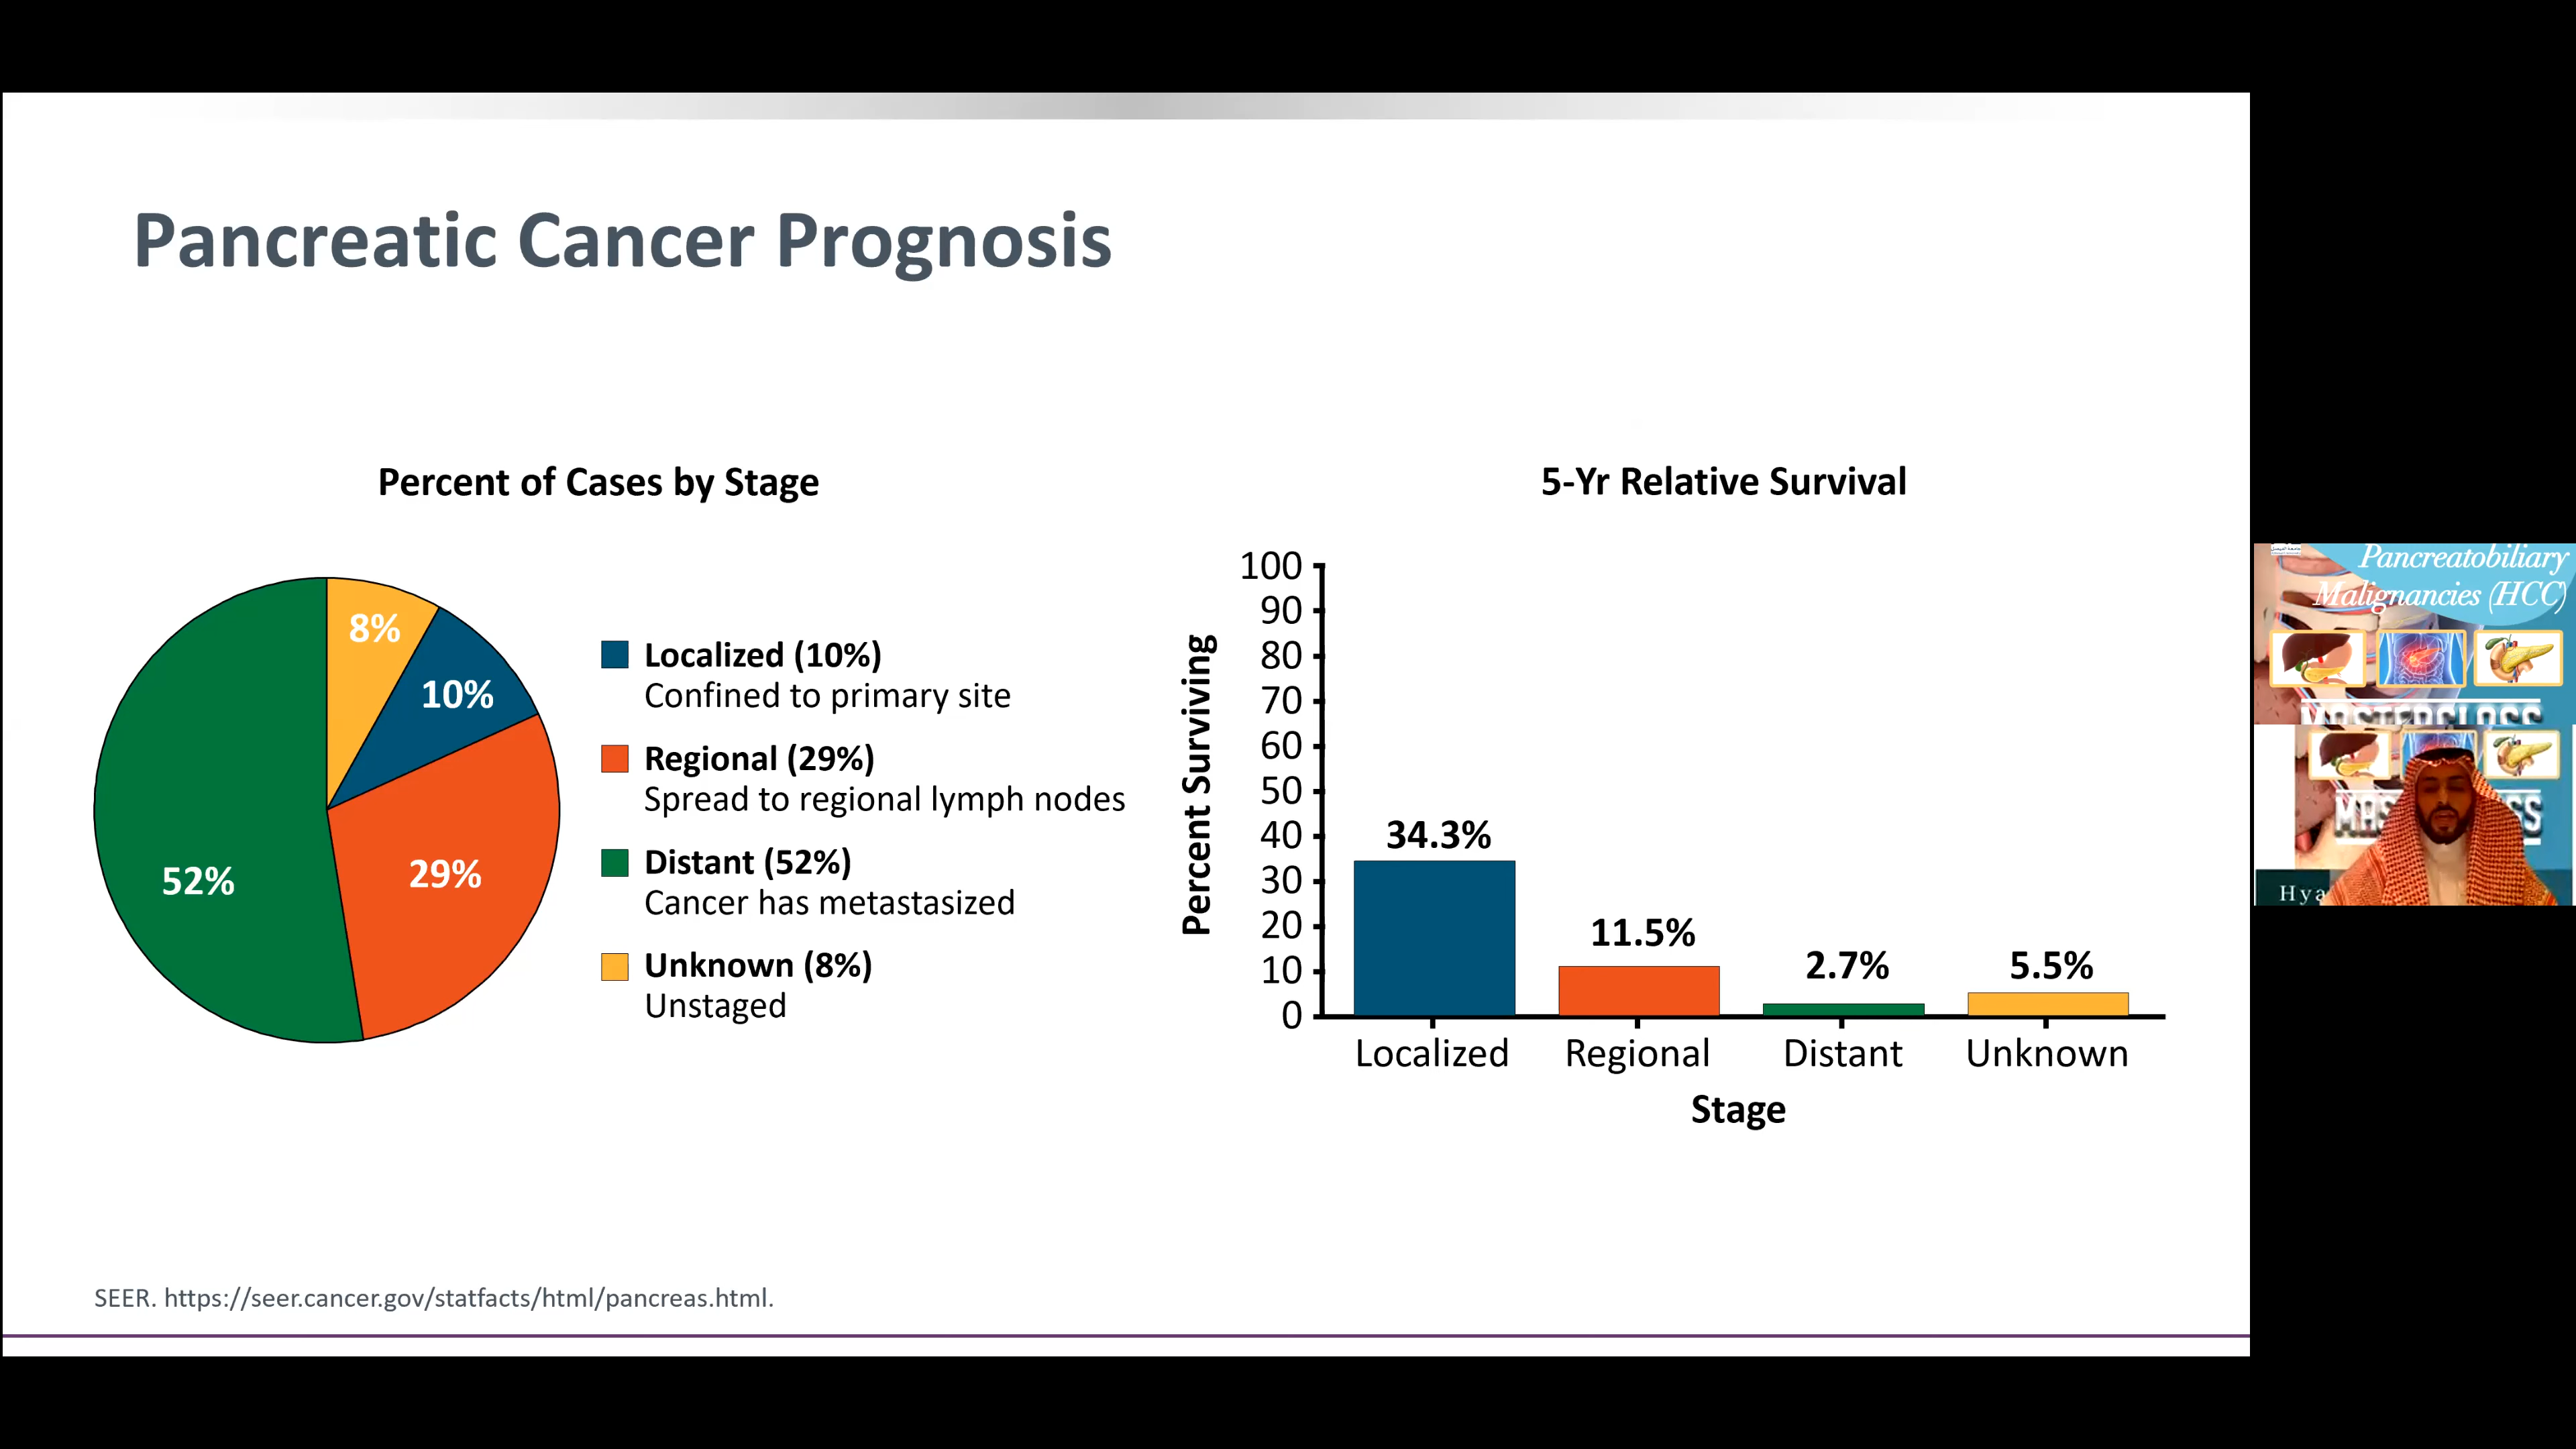 Pancreatic Cancer Prognosis
Percent of Cases by Stage
8%
10%
29%
52%
Localized (10%)
Confined to primary site
Regional (29%)
Spread to regional lymph nodes
Distant (52%)
Cancer has metastasized
Unknown (8%)
Unstaged
5-Yr Relative Survival
Percent Surviving
100
90
80
70
60
50
40
30
20
10
0
34.3%
11.5%
2.7%
5.5%
Localized
Regional
Distant
Unknown
Stage
SEER. https://seer.cancer.gov/statfacts/html/pancreas.html.
Pancreatobiliary
Malignancies (HCC)
MASTERCLASS
Hya